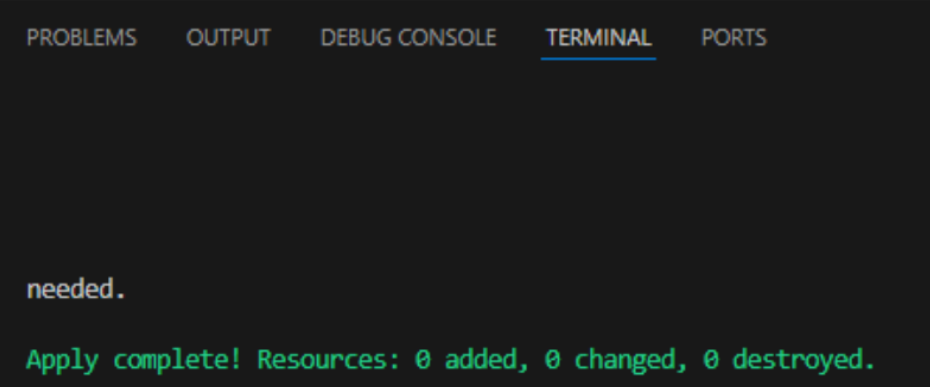 PROBLEMS OUTPUT DEBUG CONSOLE TERMINAL PORTS
needed.
Apply complete! Resources: 0 added, 0 changed, 0 destroyed.